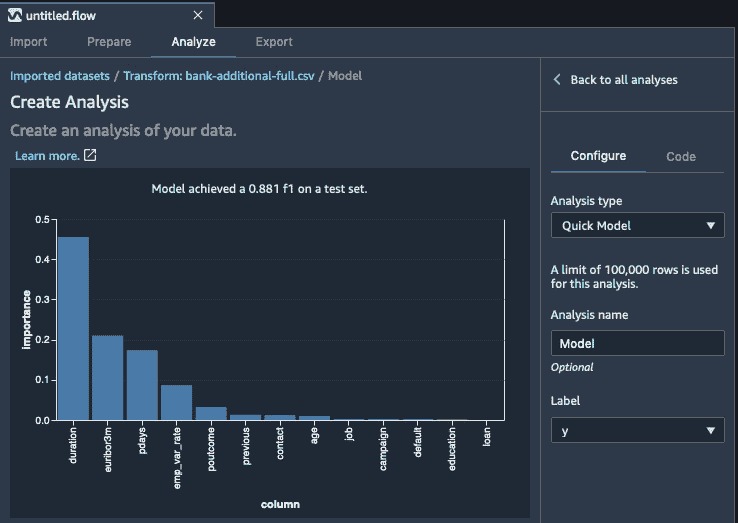 untitled.flow
Import Prepare Analyze Export
Imported datasets / Transform: bank-additional-full.csv / Model
Create Analysis
Create an analysis of your data.
Learn more.
Model achieved a 0.881 f1 on a test set.
importance
0.5
0.4
0.3
0.2
0.1
0.0
duration
euribor3m
pdays
emp_var_rate
poutcome
previous
contact
age
job
campaign
default
education
loan
column
Back to all analyses
Configure Code
Analysis type
Quick Model
A limit of 100,000 rows is used
for this analysis.
Analysis name
Model
Optional
Label
y